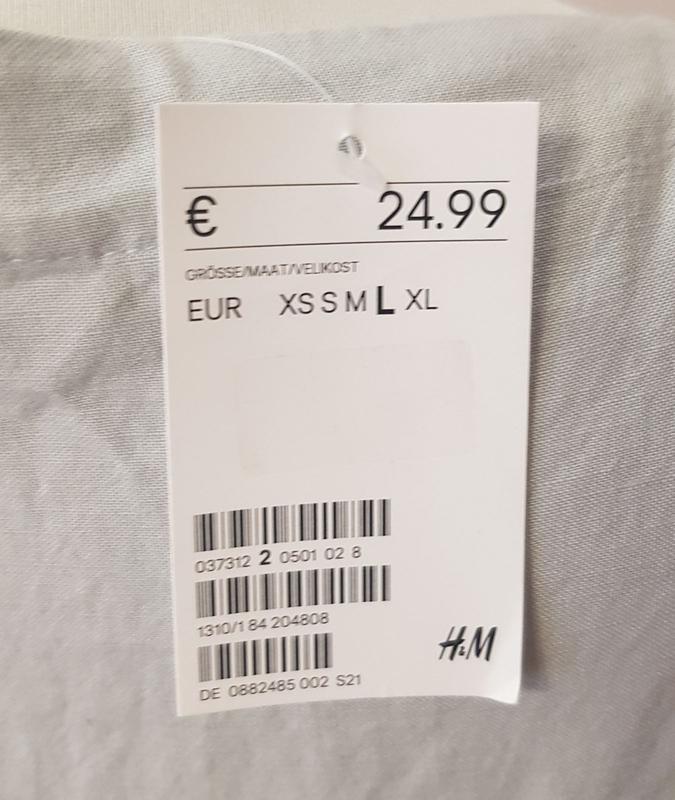 € 24.99
GRÖSSE/MAAT/VELIKOST
EUR XS S M L XL
037312 2 0501 02 8
1310/1 84 204808
H&M
DE 0882485 002 S21